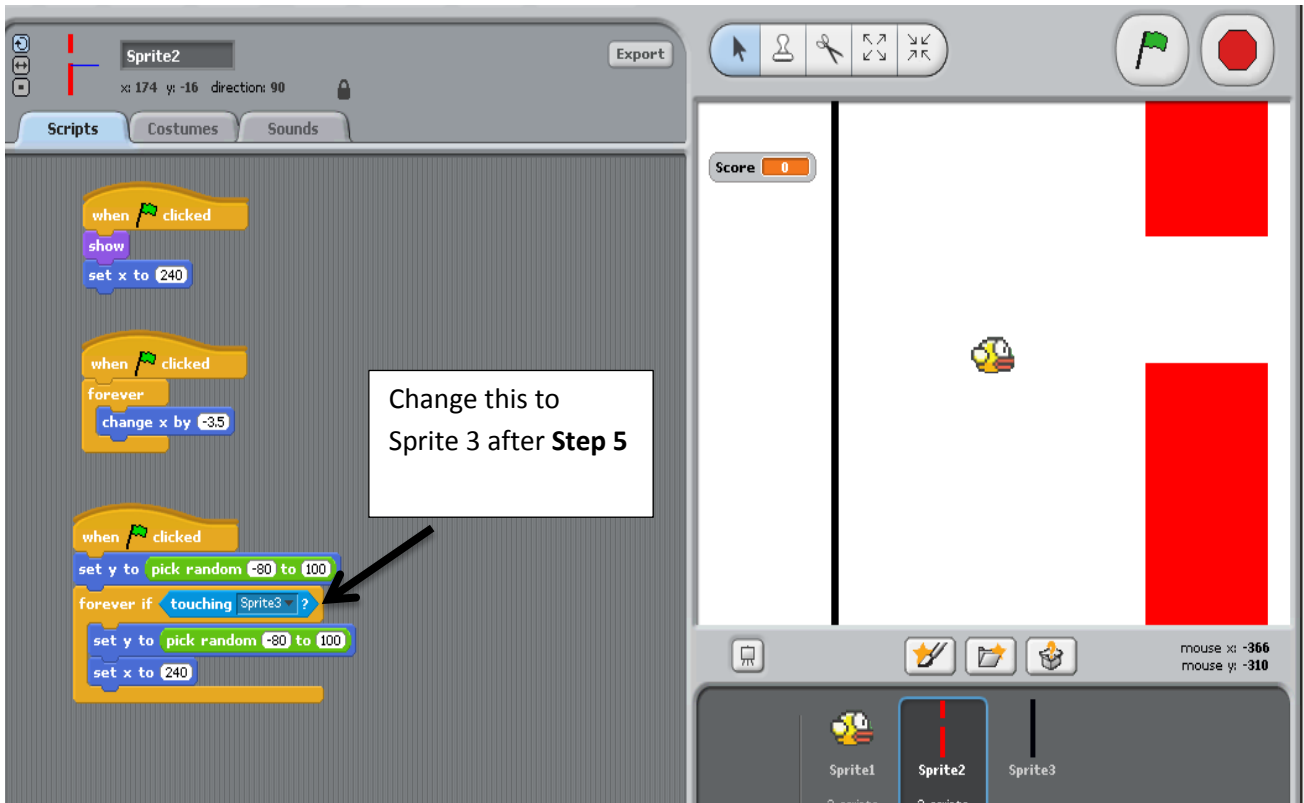 Sprite2
Export
x: 174 y: -16 direction: 90
Scripts
Costumes
Sounds
when clicked
show
set x to 240
when clicked
forever
change x by -3.5
Change this to
Sprite 3 after Step 5
when clicked
set y to pick random -80 to 100
forever if touching Sprite3 ?
set y to pick random -80 to 100
set x to 240
Score 0
mouse x: -366
mouse y: -310
Sprite1
Sprite2
Sprite3